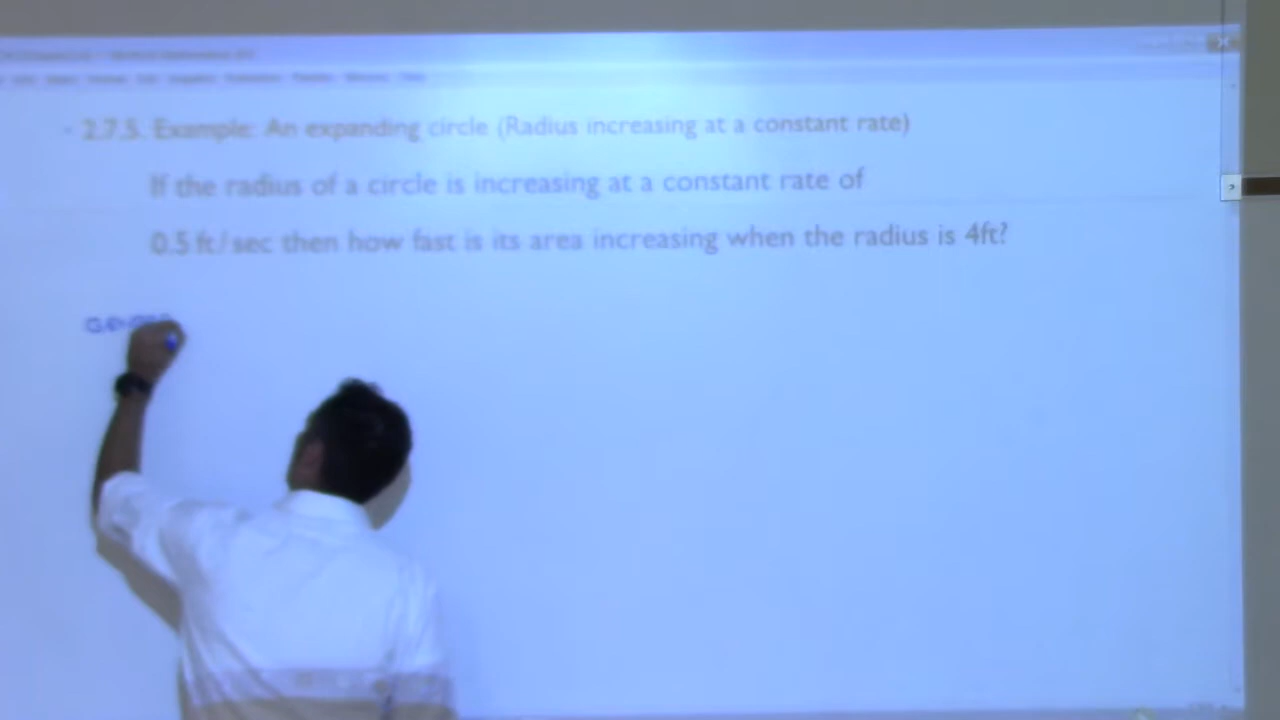 2.7.5. Example: An expanding circle (Radius increasing at a constant rate)
If the radius of a circle is increasing at a constant rate of
0.5 ft/sec then how fast is its area increasing when the radius is 4ft?